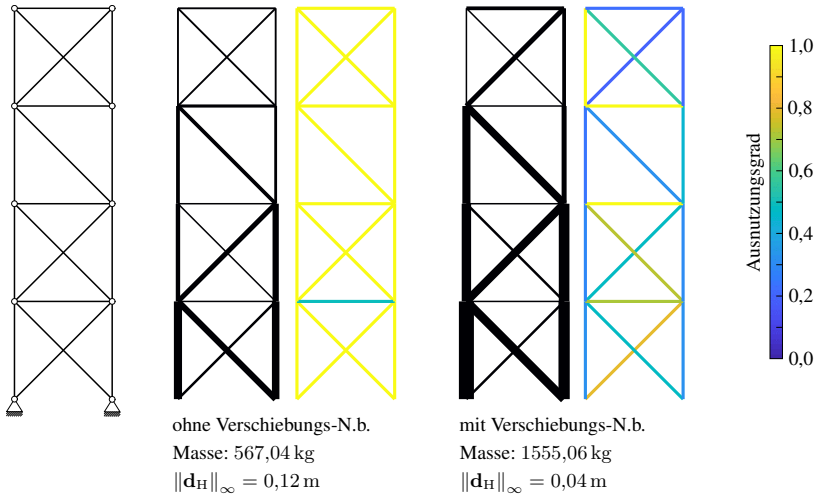 1,0
0,8
0,6
0,4
0,2
0,0
Ausnutzungsgrad
ohne Verschiebungs-N.b.
Masse: 567,04 kg
‖d_H‖_∞ = 0,12 m
mit Verschiebungs-N.b.
Masse: 1555,06 kg
‖d_H‖_∞ = 0,04 m